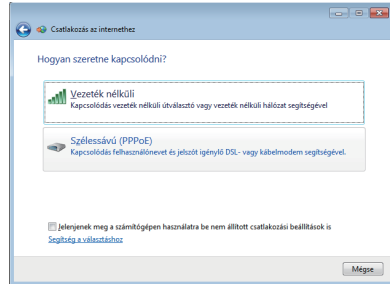 Csatlakozás az internethez
Hogyan szeretne kapcsolódni?
Vezeték nélküli
Kapcsolódás vezeték nélküli útválasztó vagy vezeték nélküli hálózat segítségével
Szélessávú (PPPoE)
Kapcsolódás felhasználónevet és jelszót igénylő DSL- vagy kábelmodem segítségével.
Jelenjenek meg a számítógépen használatra be nem állított csatlakozási beállítások is
Segítség a választáshoz
Mégse